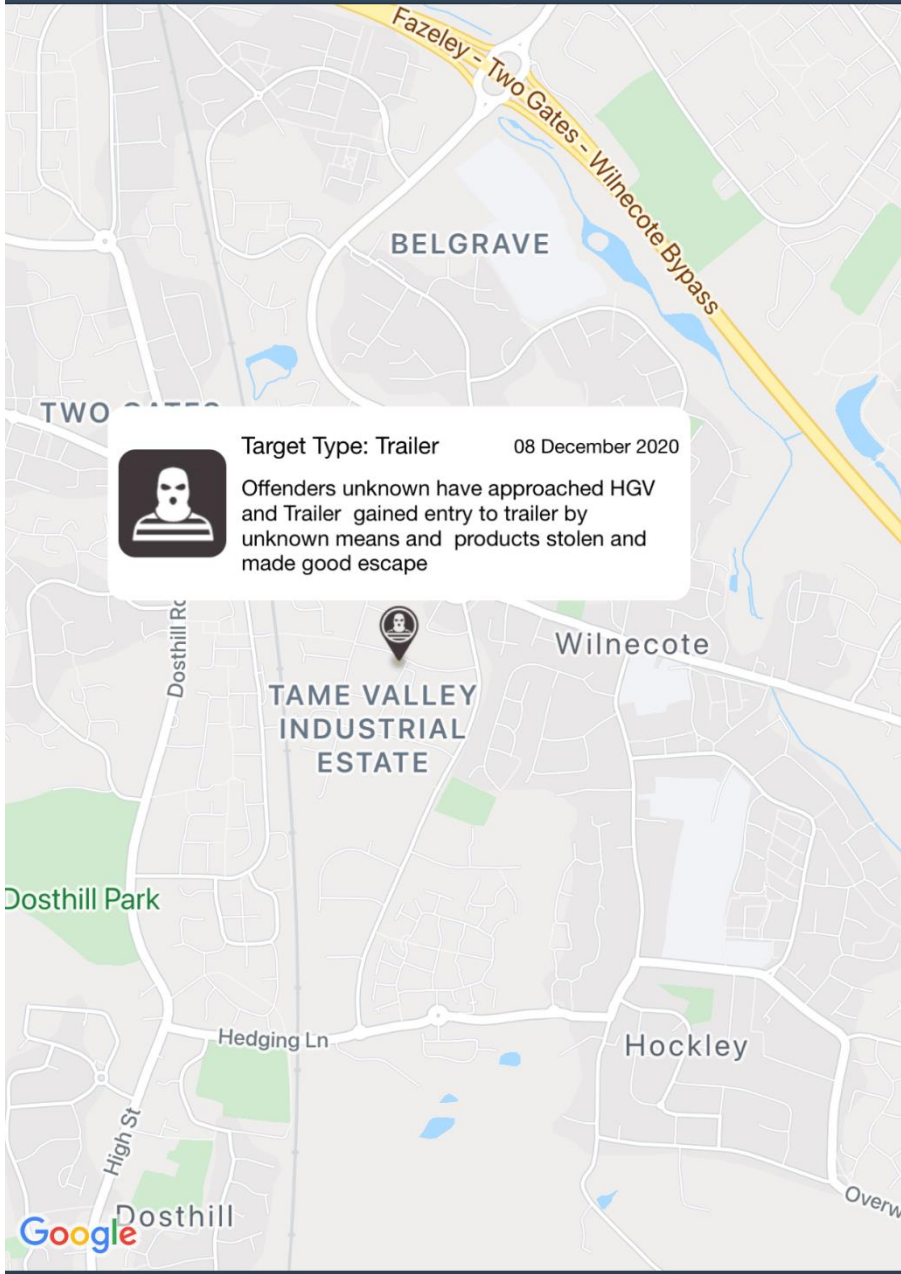 Fazeley - Two Gates - Wilnecote Bypass
BELGRAVE
TWO GATES
Target Type: Trailer
08 December 2020
Offenders unknown have approached HGV
and Trailer  gained entry to trailer by
unknown means and  products stolen and
made good escape
Dosthill Rd
Wilnecote
TAME VALLEY
INDUSTRIAL
ESTATE
Dosthill Park
Hedging Ln
Hockley
High St
Overw
Dosthill
Google